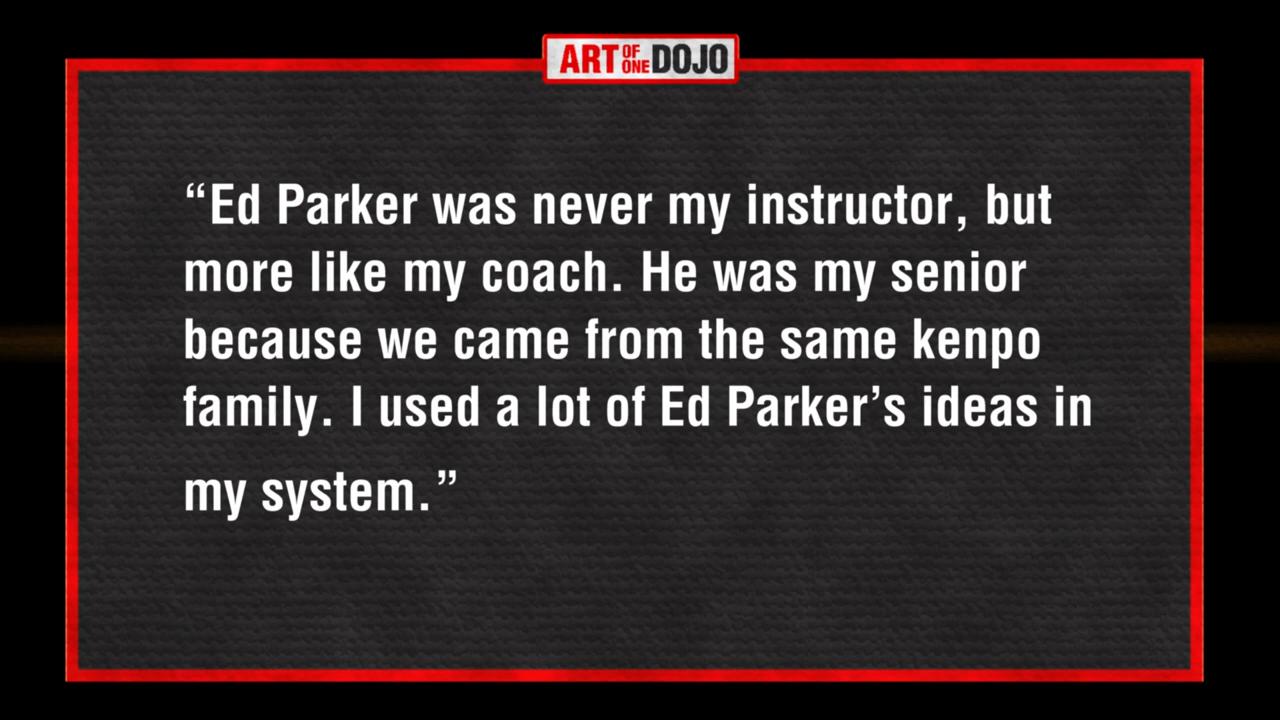 ART OF ONE DOJO
“Ed Parker was never my instructor, but
more like my coach. He was my senior
because we came from the same kenpo
family. I used a lot of Ed Parker’s ideas in
my system.”